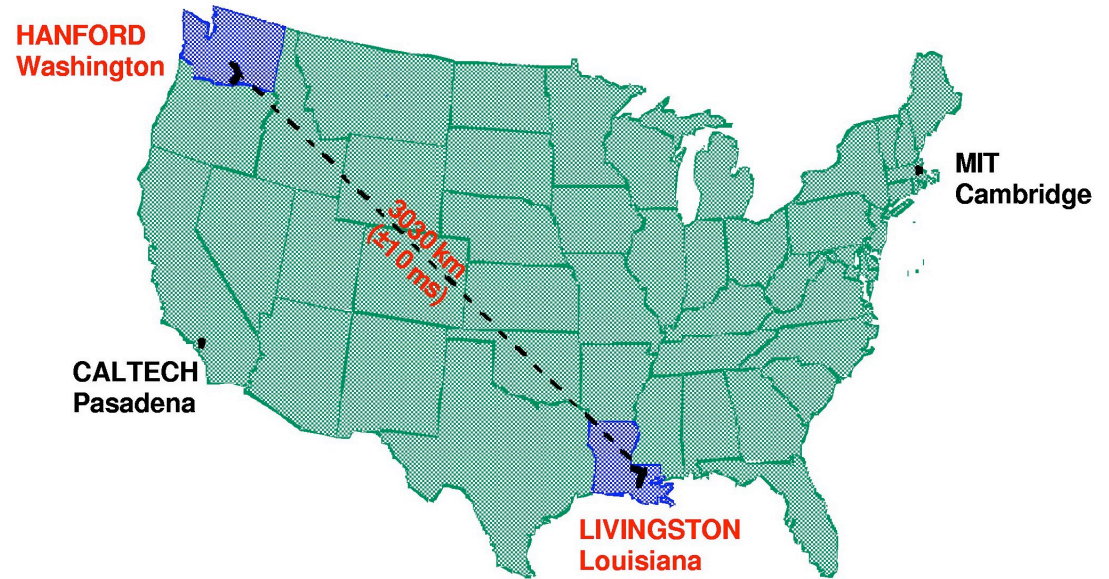 HANFORD
Washington
MIT
Cambridge
3030 km
(±10 ms)
CALTECH
Pasadena
LIVINGSTON
Louisiana